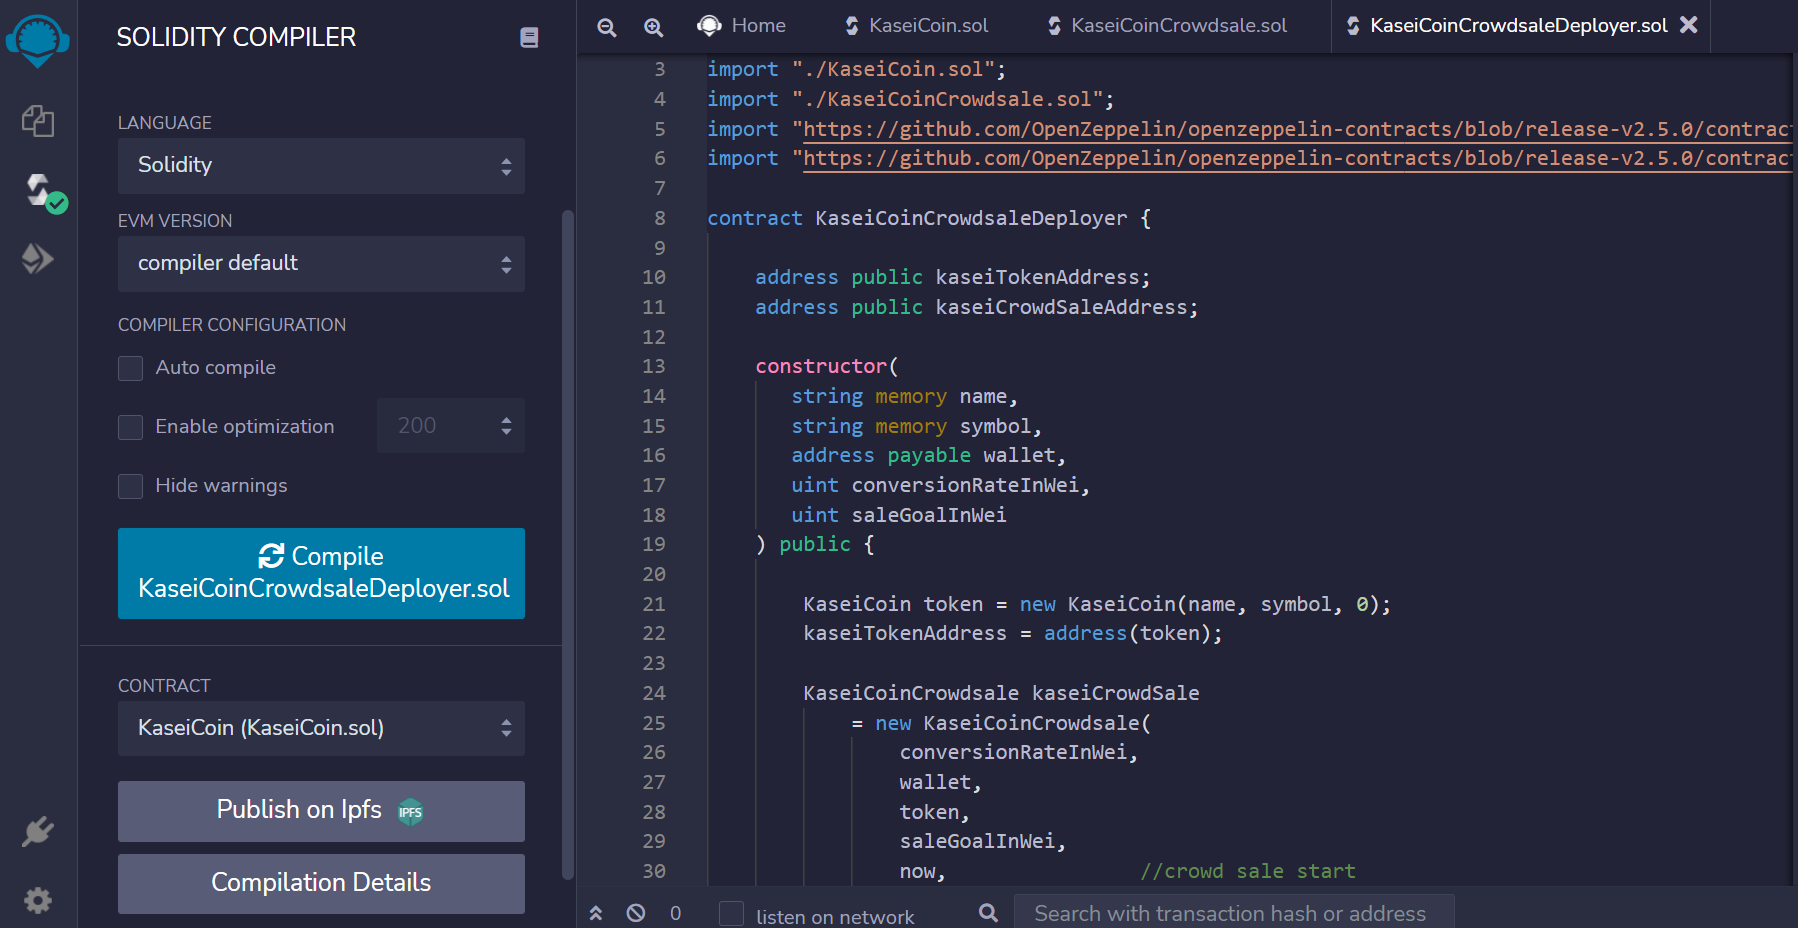 SOLIDITY COMPILER
LANGUAGE
Solidity
EVM VERSION
compiler default
COMPILER CONFIGURATION
Auto compile
Enable optimization
200
Hide warnings
Compile
KaseiCoinCrowdsaleDeployer.sol
CONTRACT
KaseiCoin (KaseiCoin.sol)
Publish on Ipfs IPFS
Compilation Details
Home KaseiCoin.sol KaseiCoinCrowdsale.sol KaseiCoinCrowdsaleDeployer.sol
3 import "./KaseiCoin.sol";
4 import "./KaseiCoinCrowdsale.sol";
5 import "https://github.com/OpenZeppelin/openzeppelin-contracts/blob/release-v2.5.0/contrac
6 import "https://github.com/OpenZeppelin/openzeppelin-contracts/blob/release-v2.5.0/contrac
7
8 contract KaseiCoinCrowdsaleDeployer {
9
10 address public kaseiTokenAddress;
11 address public kaseiCrowdSaleAddress;
12
13 constructor(
14 string memory name,
15 string memory symbol,
16 address payable wallet,
17 uint conversionRateInWei,
18 uint saleGoalInWei
19 ) public {
20
21 KaseiCoin token = new KaseiCoin(name, symbol, 0);
22 kaseiTokenAddress = address(token);
23
24 KaseiCoinCrowdsale kaseiCrowdSale
25 = new KaseiCoinCrowdsale(
26 conversionRateInWei,
27 wallet,
28 token,
29 saleGoalInWei,
30 now, //crowd sale start
0 listen on network Search with transaction hash or address